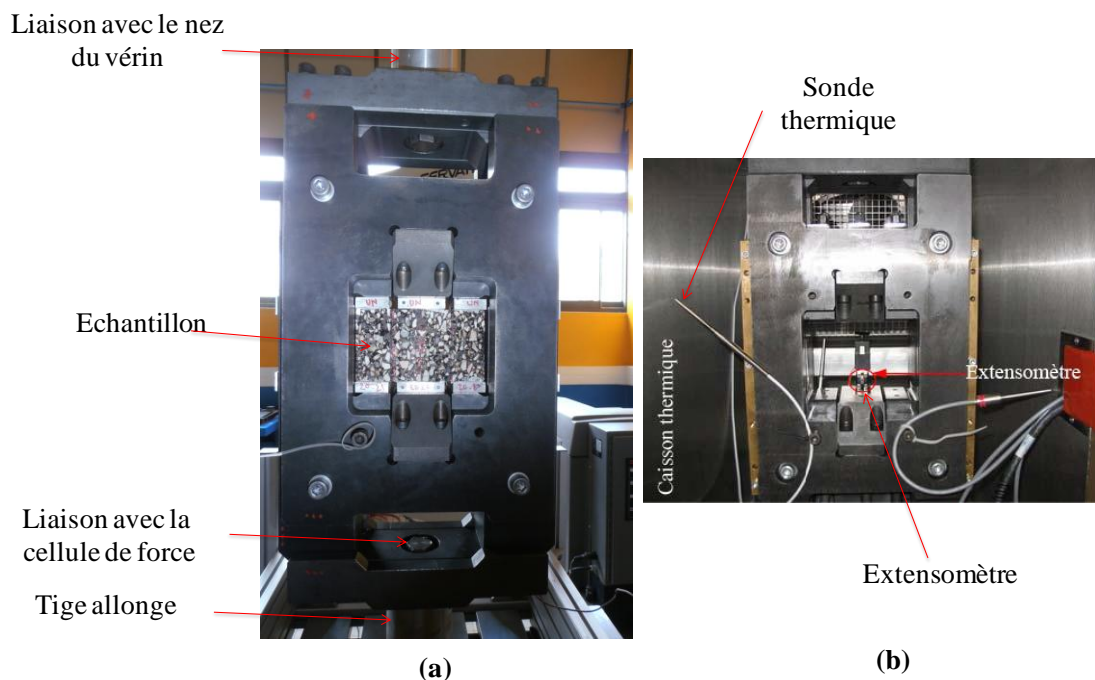 Liaison avec le nez
du vérin
Echantillon
Liaison avec la
cellule de force
Tige allonge
(a)
Sonde
thermique
Caisson thermique
Extensomètre
Extensomètre
(b)